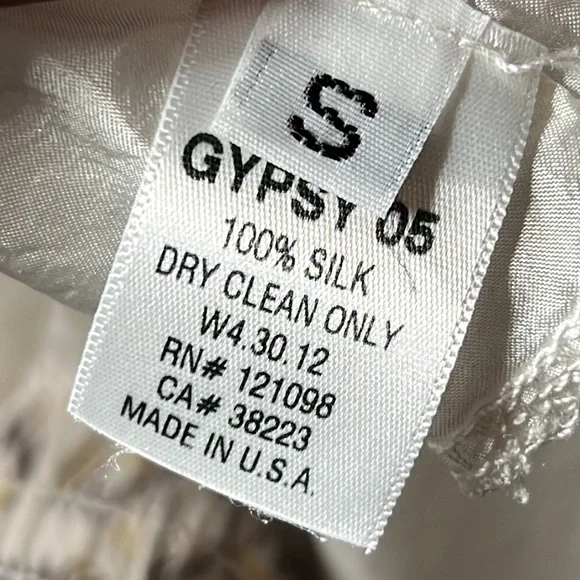 S
GYPSY 05
100% SILK
DRY CLEAN ONLY
W4.30.12
RN# 121098
CA# 38223
MADE IN U.S.A.